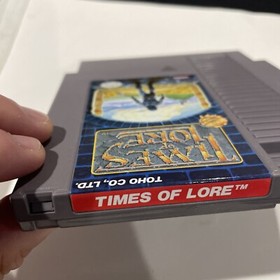 TIMES OF LORE™
TOHO CO., LTD.
TIMES
OF
LORE